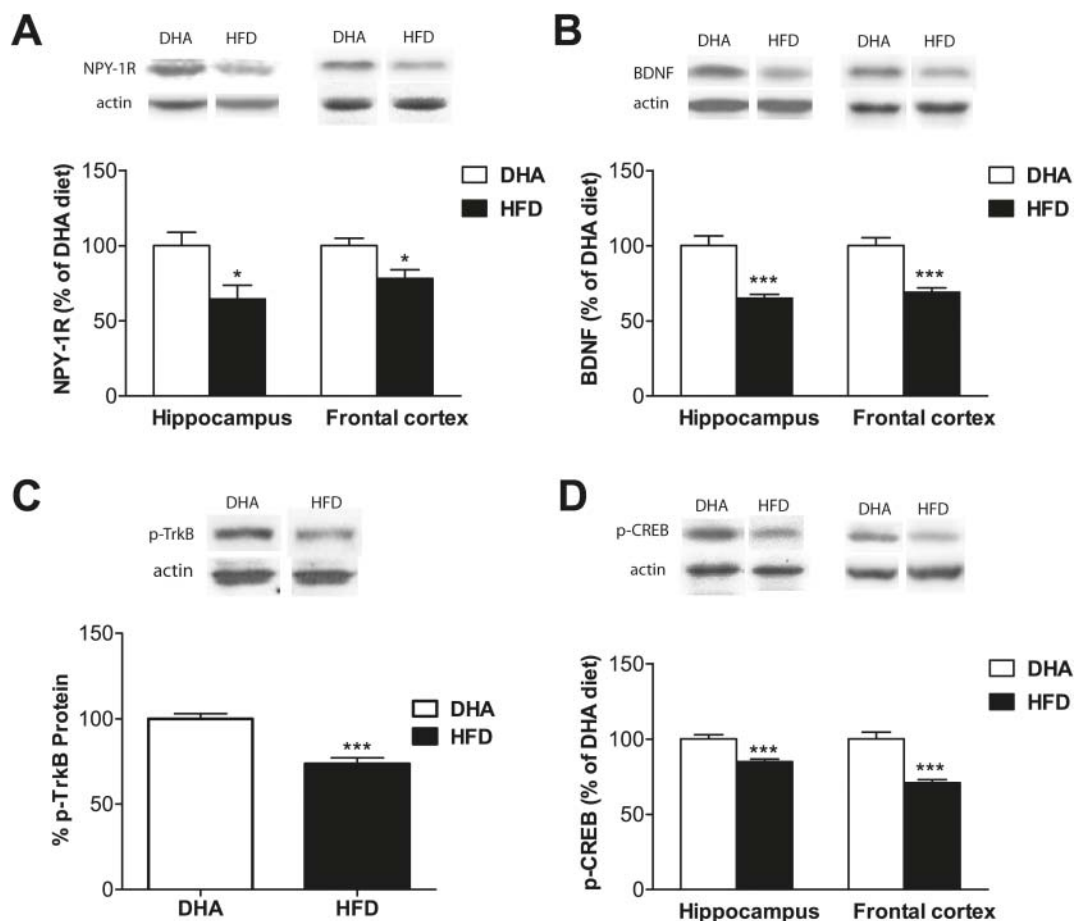 A
DHA HFD DHA HFD
NPY-1R
actin
NPY-1R (% of DHA diet)
150
100
50
0
DHA
HFD
*
*
Hippocampus Frontal cortex
B
DHA HFD DHA HFD
BDNF
actin
BDNF (% of DHA diet)
150
100
50
0
DHA
HFD
***
***
Hippocampus Frontal cortex
C
DHA HFD
p-TrkB
actin
% p-TrkB Protein
150
100
50
0
DHA
HFD
***
DHA HFD
D
DHA HFD DHA HFD
p-CREB
actin
p-CREB (% of DHA diet)
150
100
50
0
DHA
HFD
***
***
Hippocampus Frontal cortex